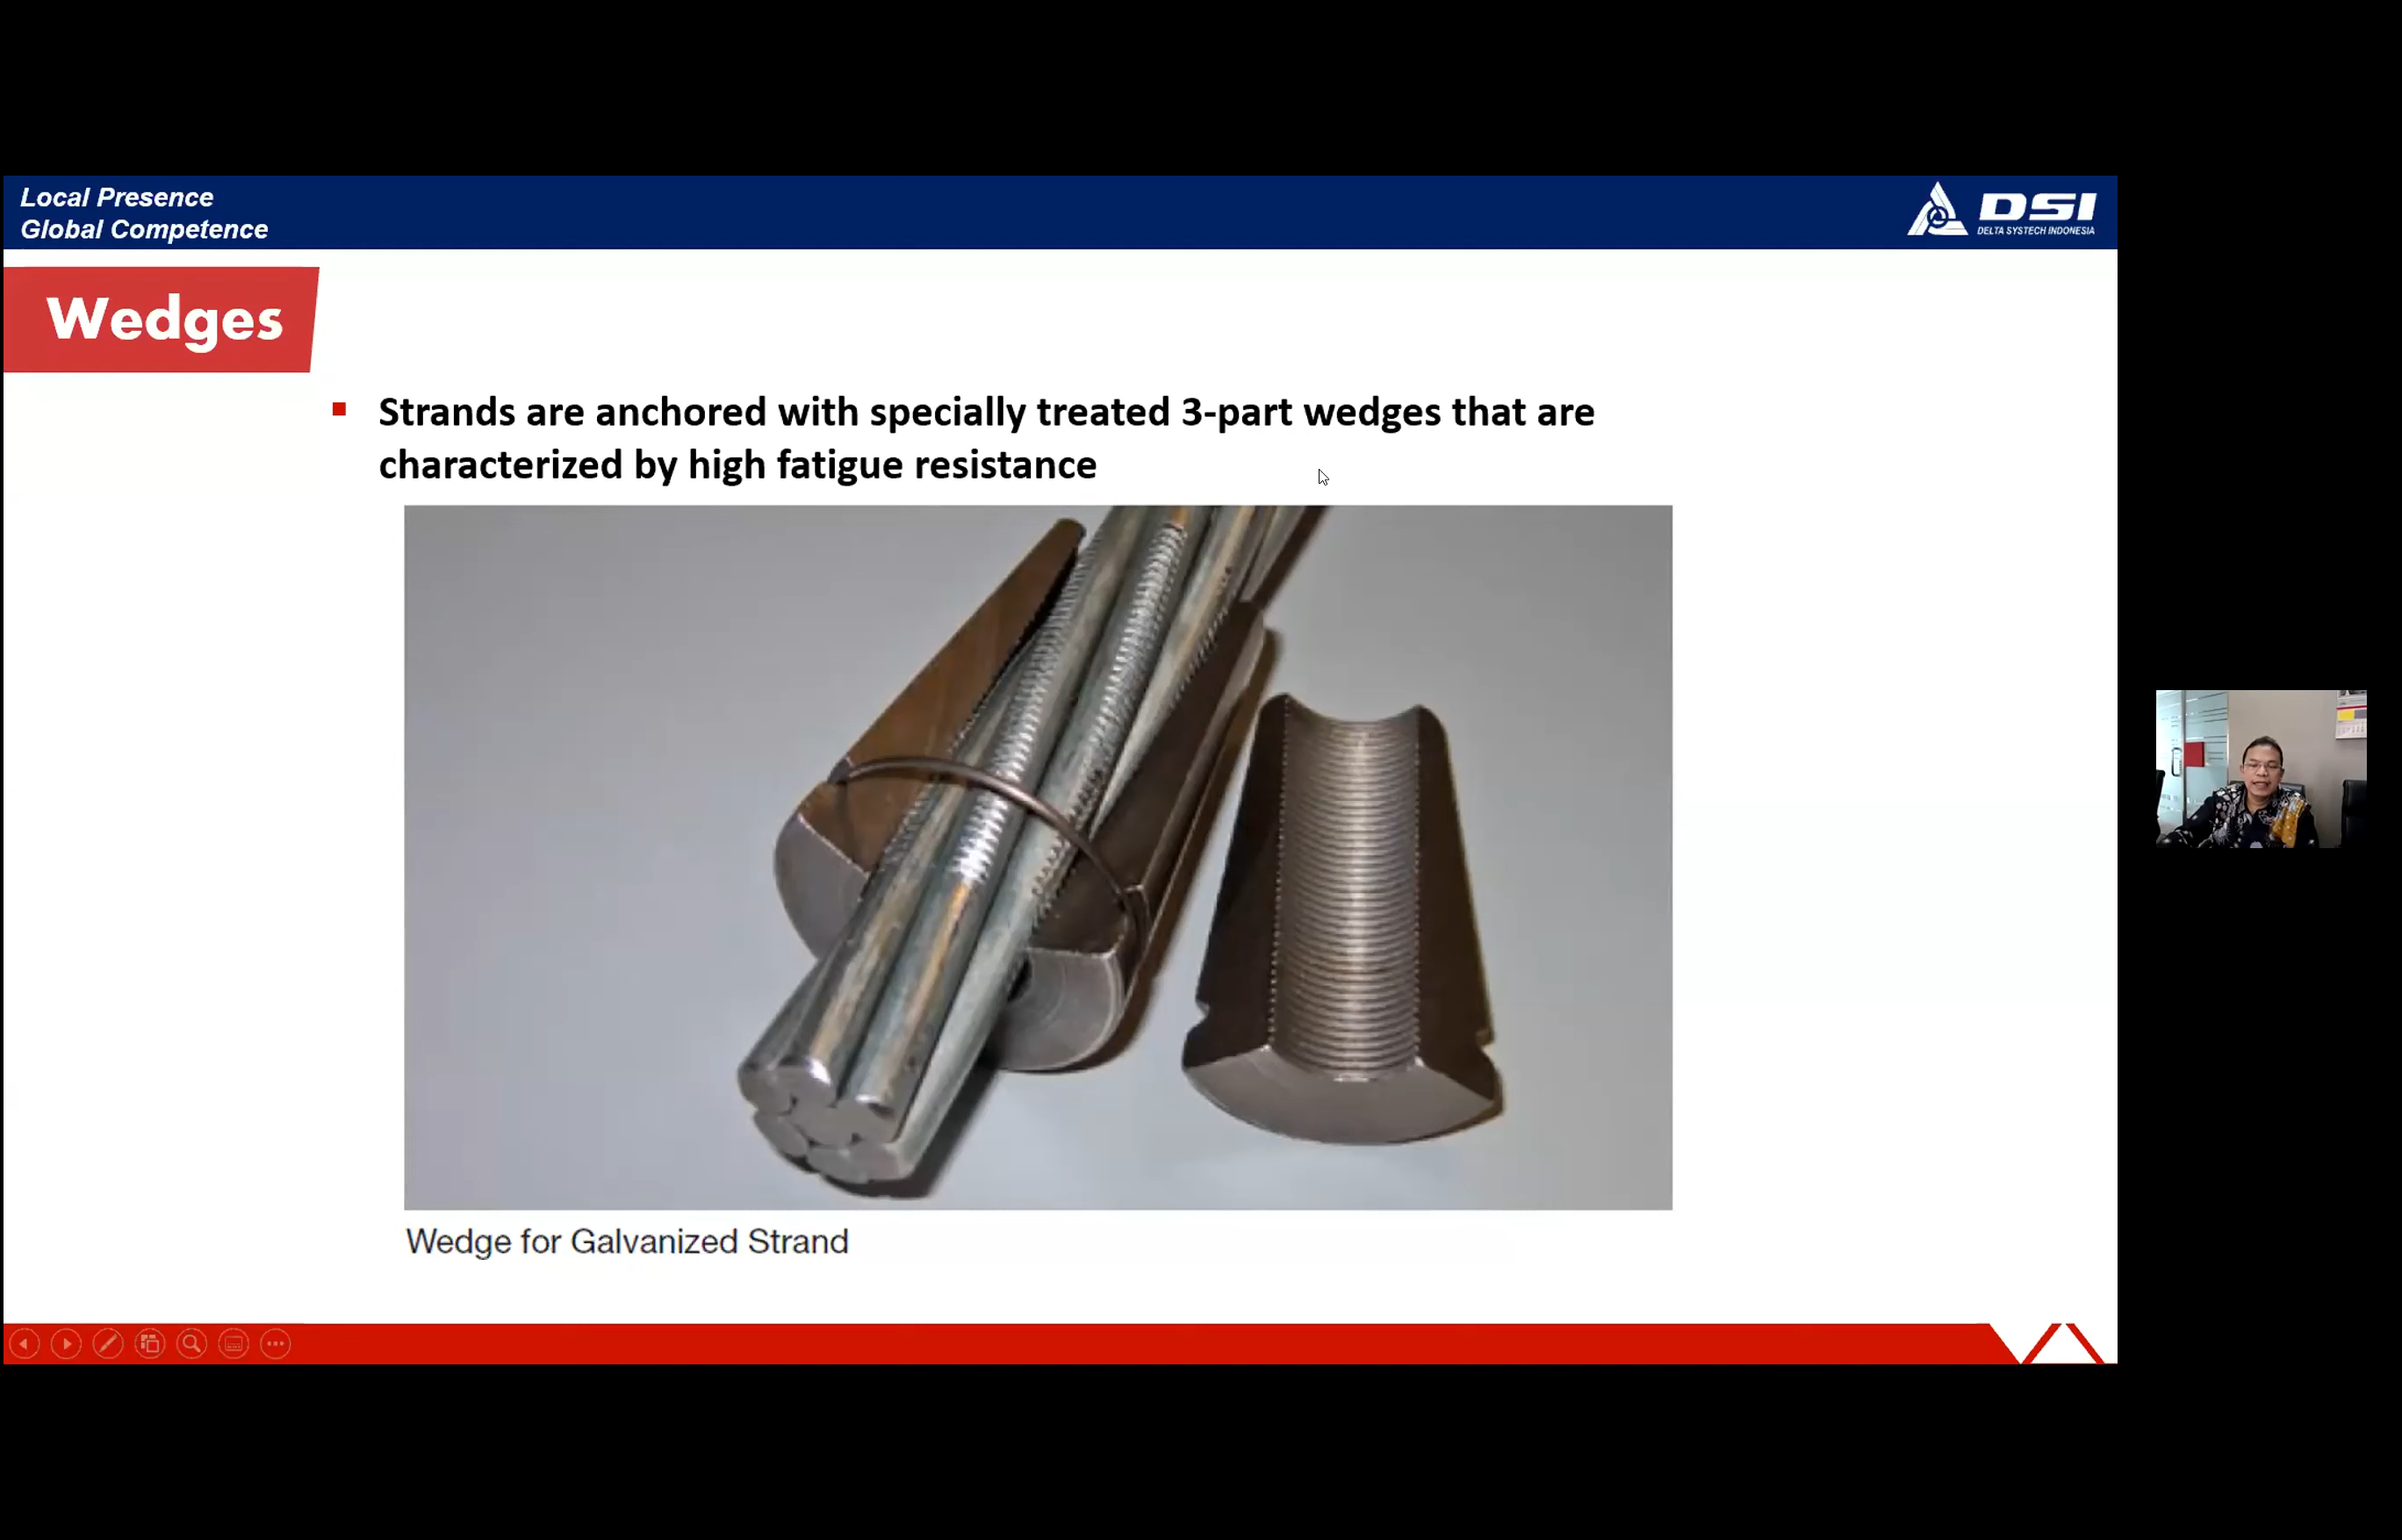 Local Presence
Global Competence
DSI
DELTA SYSTECH INDONESIA
Wedges
Strands are anchored with specially treated 3-part wedges that are
characterized by high fatigue resistance
Wedge for Galvanized Strand